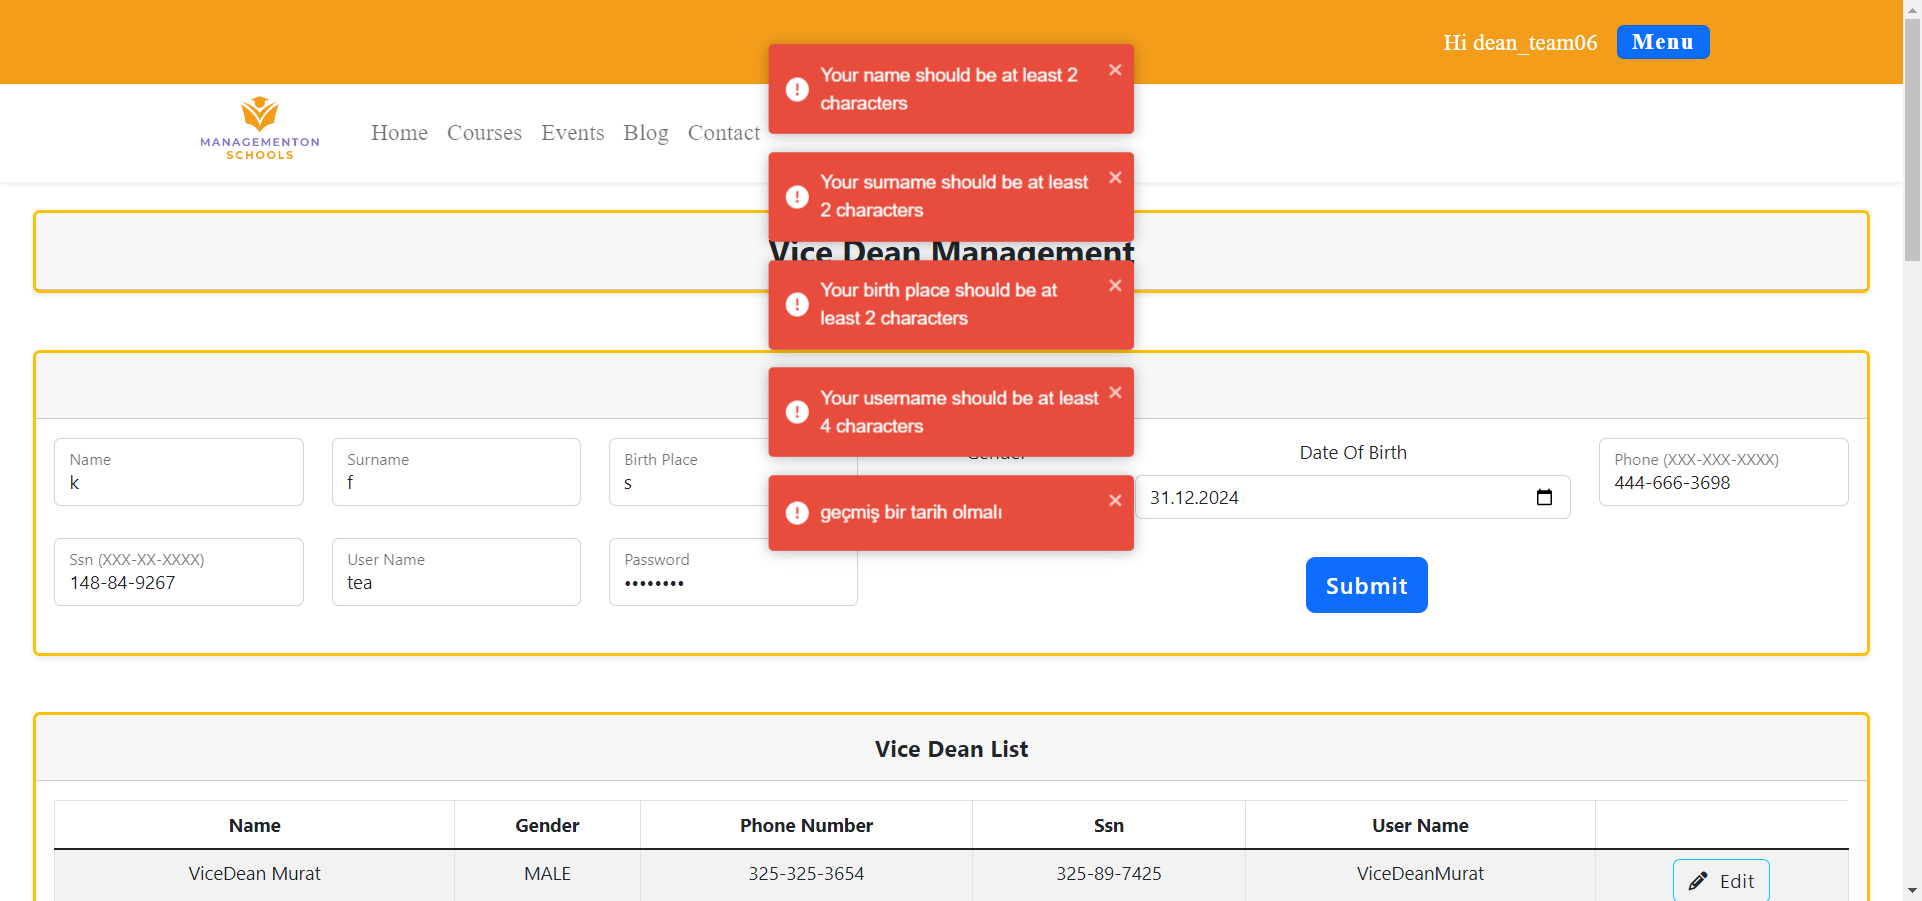 Hi dean_team06 Menu
MANAGEMENTON
SCHOOLS
Home Courses Events Blog Contact
Your name should be at least 2
characters
Your surname should be at least
2 characters
Vice Dean Management
Your birth place should be at
least 2 characters
Your username should be at least
4 characters
geçmiş bir tarih olmalı
Name
k
Surname
f
Birth Place
s
Gender
Date Of Birth
31.12.2024
Phone (XXX-XXX-XXXX)
444-666-3698
Ssn (XXX-XX-XXXX)
148-84-9267
User Name
tea
Password
••••••••
Submit
Vice Dean List
Name Gender Phone Number Ssn User Name
ViceDean Murat MALE 325-325-3654 325-89-7425 ViceDeanMurat Edit